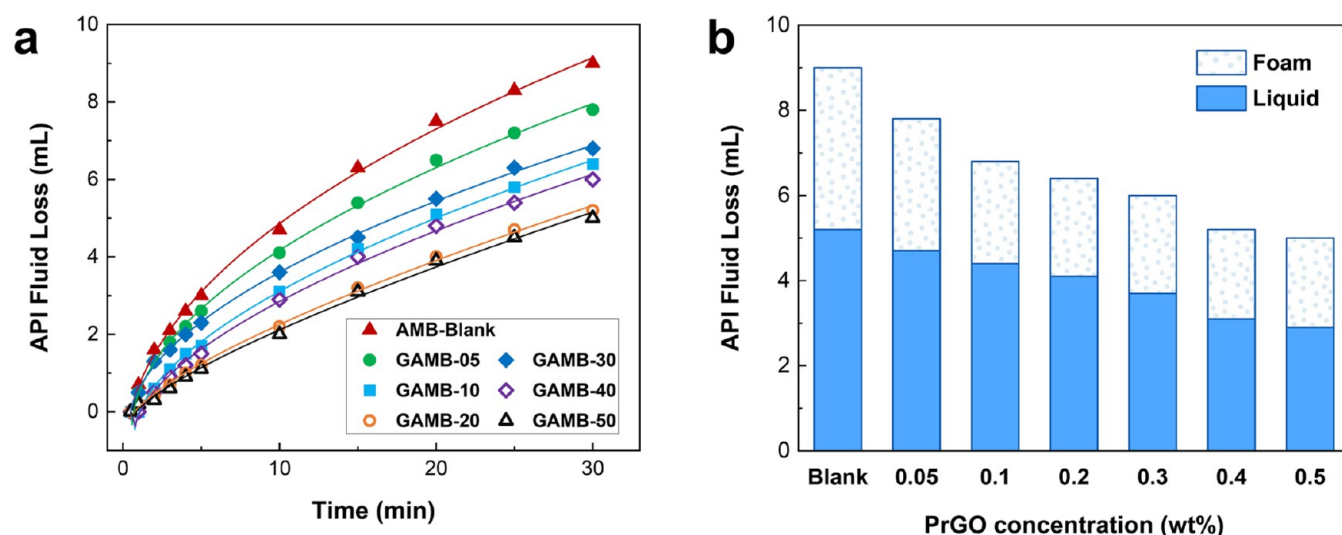 a
API Fluid Loss (mL)
10
8
6
4
2
0
0
10
20
30
Time (min)
AMB-Blank
GAMB-05
GAMB-30
GAMB-10
GAMB-40
GAMB-20
GAMB-50
b
API Fluid Loss (mL)
10
8
6
4
2
0
Foam
Liquid
Blank
0.05
0.1
0.2
0.3
0.4
0.5
PrGO concentration (wt%)